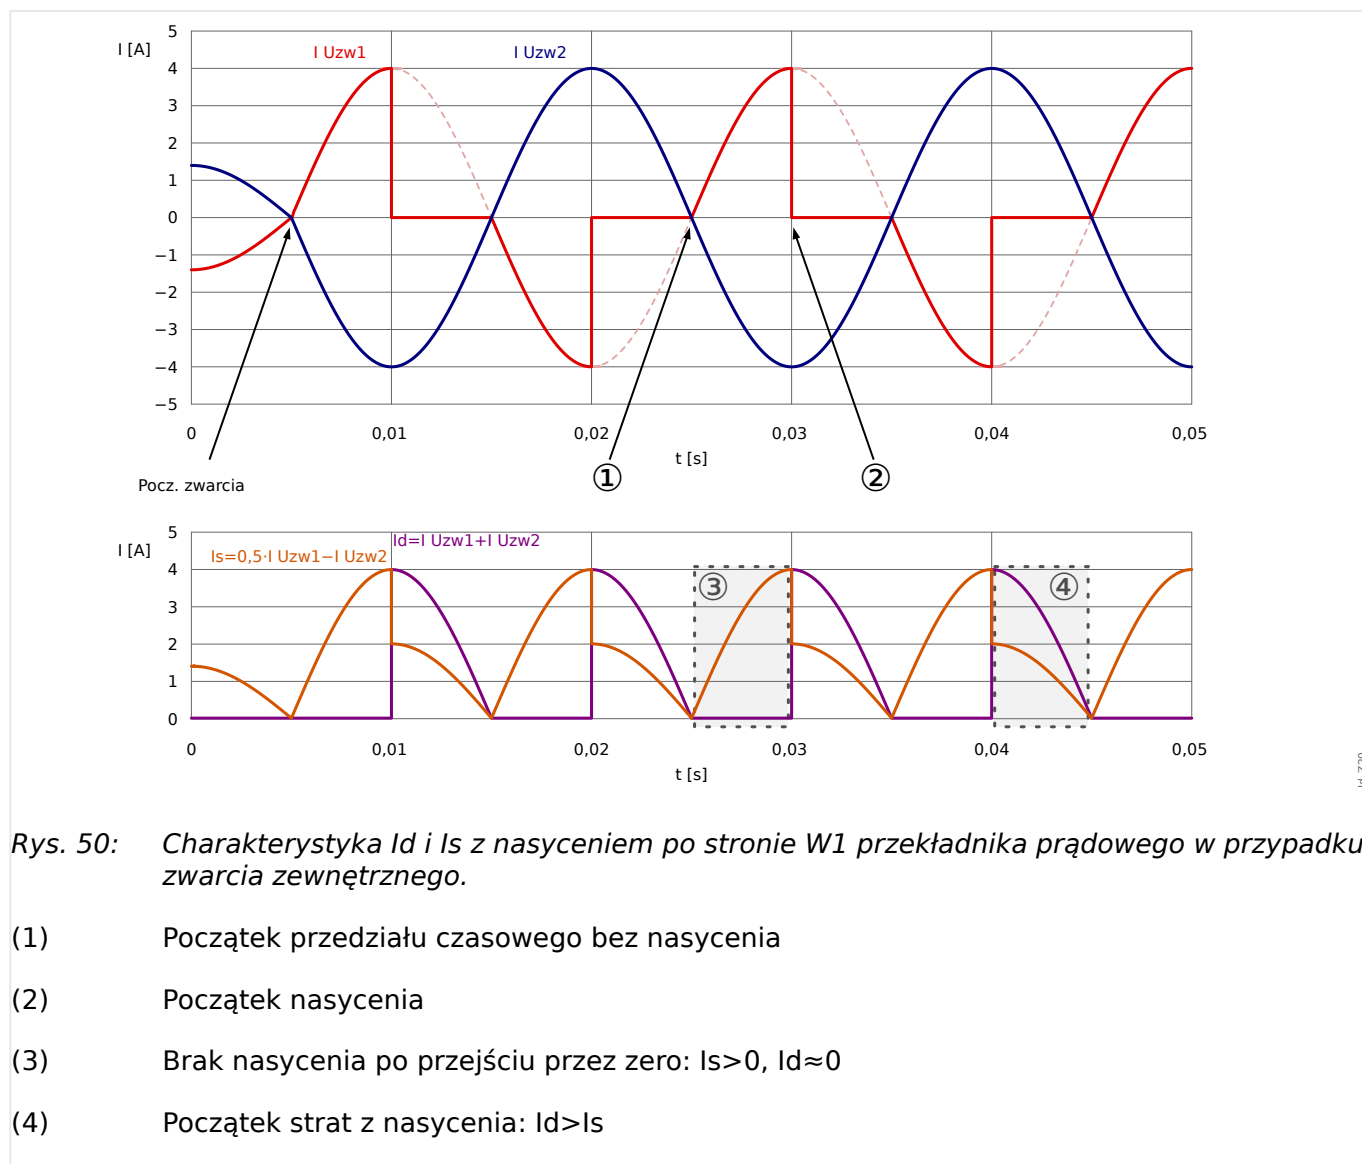 I [A]
I Uzw1
I Uzw2
5
4
3
2
1
0
−1
−2
−3
−4
−5
0
0,01
0,02
0,03
0,04
0,05
t [s]
Pocz. zwarcia
①
②
I [A]
Is=0,5·I Uzw1−I Uzw2
Id=I Uzw1+I Uzw2
5
4
3
2
1
0
③
④
0
0,01
0,02
0,03
0,04
0,05
t [s]
Rys. 50: Charakterystyka Id i Is z nasyceniem po stronie W1 przekładnika prądowego w przypadku
zwarcia zewnętrznego.
(1) Początek przedziału czasowego bez nasycenia
(2) Początek nasycenia
(3) Brak nasycenia po przejściu przez zero: Is>0, Id≈0
(4) Początek strat z nasycenia: Id>Is